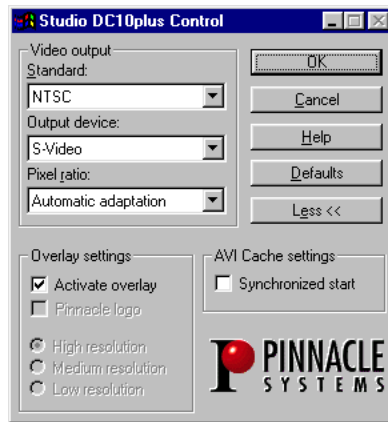 Studio DC10plus Control
Video output
Standard:
NTSC
Output device:
S-Video
Pixel ratio:
Automatic adaptation
OK
Cancel
Help
Defaults
Less <<
Overlay settings
Activate overlay
Pinnacle logo
High resolution
Medium resolution
Low resolution
AVI Cache settings
Synchronized start
PINNACLE
SYSTEMS